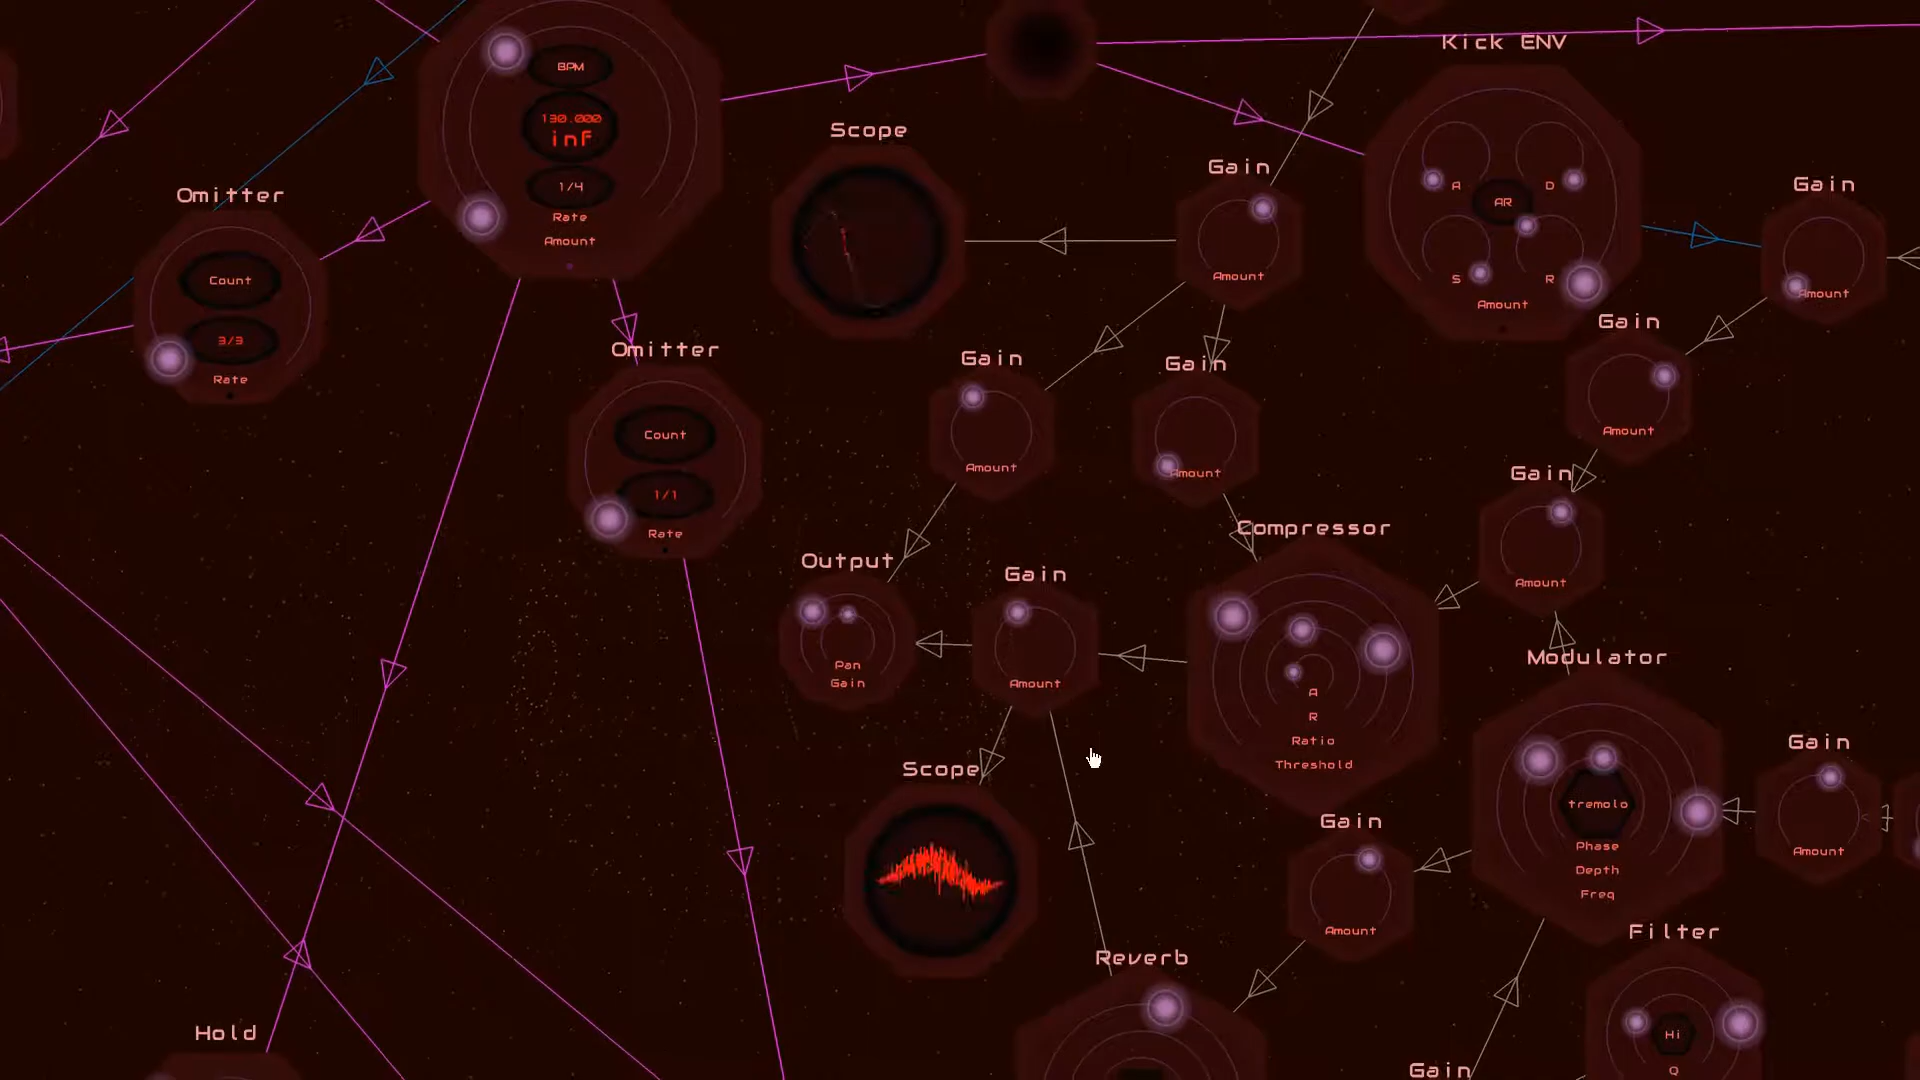 Kick ENV
BPM
130.000
inf
1/4
Rate
Amount
Scope
Gain
Amount
A
D
AR
S
R
Amount
Gain
Amount
Omitter
Count
3/3
Rate
Omitter
Count
1/1
Rate
Gain
Amount
Gain
Amount
Gain
Amount
Gain
Amount
Output
Pan
Gain
Gain
Amount
Compressor
A
R
Ratio
Threshold
Modulator
tremolo
Phase
Depth
Freq
Gain
Amount
Scope
Gain
Amount
Reverb
Filter
Hi
Q
Hold
Gain